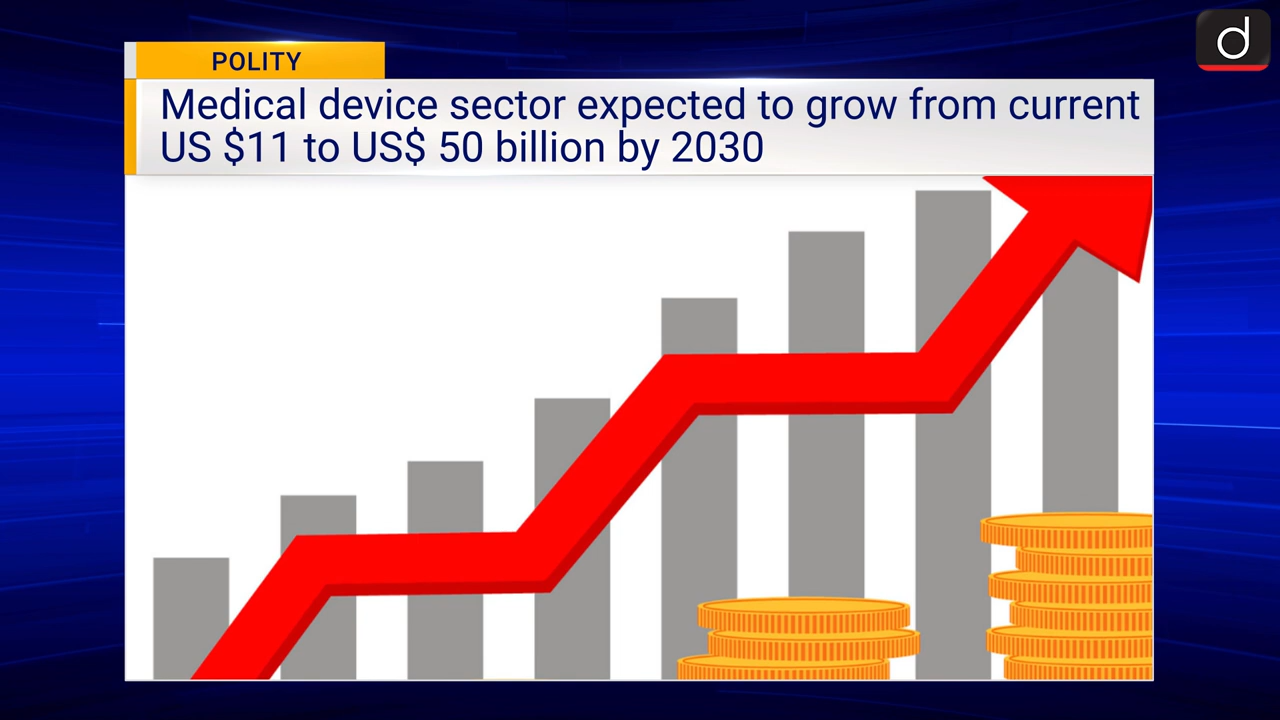 POLITY
d
Medical device sector expected to grow from current
US $11 to US$ 50 billion by 2030